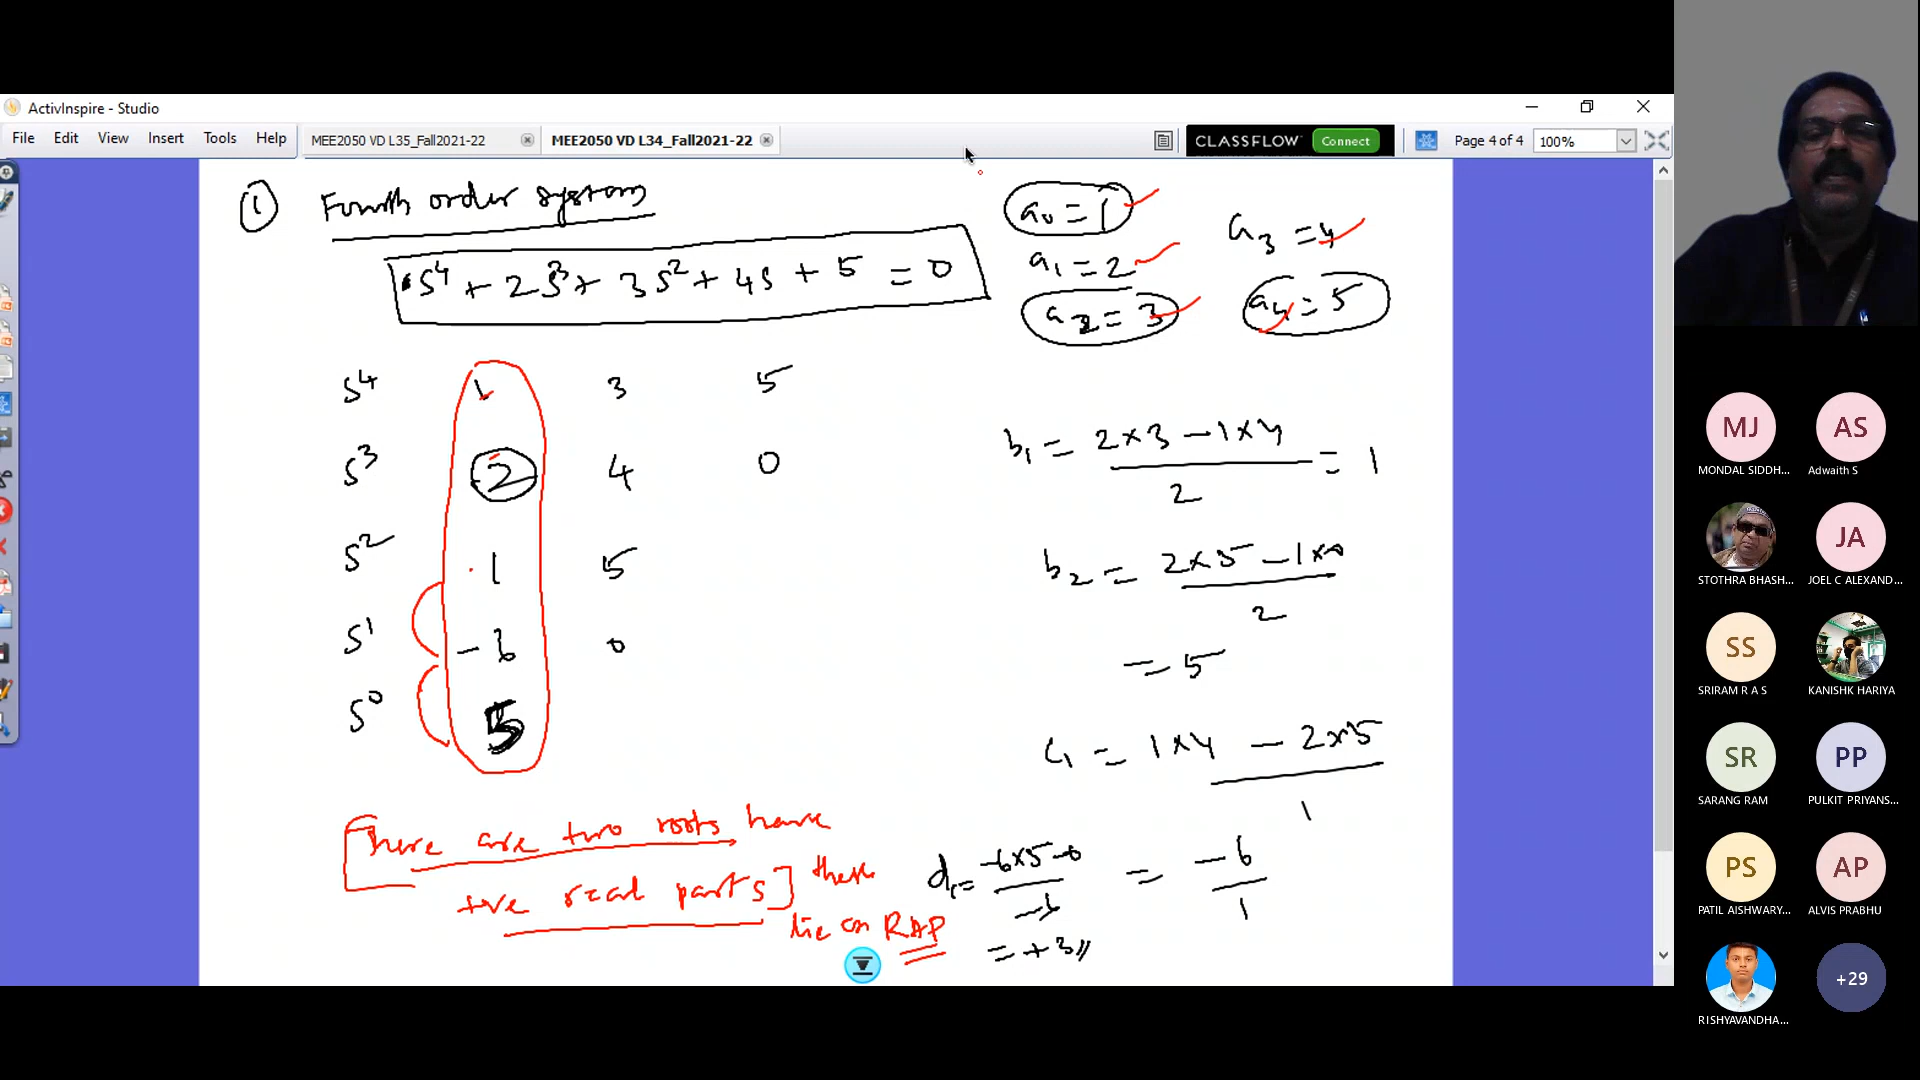 ActivInspire - Studio
File Edit View Insert Tools Help
MEE2050 VD L35_Fall2021-22
MEE2050 VD L34_Fall2021-22
CLASSFLOW Connect
Page 4 of 4 100%
① Fourth order system
S⁴ + 2S³ + 3S² + 4S + 5 = 0
a₀ = 1
a₁ = 2
a₂ = 3
a₃ = 4
a₄ = 5
S⁴ 1 3 5
S³ 2 4 0
S² 1 5
S¹ -6 0
S⁰ 5
b₁ = 2×3 - 1×4 / 2 = 1
b₂ = 2×5 - 1×0 / 2
= 5
c₁ = 1×4 - 2×5 / 1
= -6 / 1
d₁ = -6×5-0 / -6
There are two roots have
+ve real parts] these
lie on
MJ
MONDAL SIDDH...
AS
Adwaith S
STOTHRA BHASH...
JA
JOEL C ALEXAND...
SS
SRIRAM R A S
KANISHK HARIYA
SR
SARANG RAM
PP
PULKIT PRIYANS...
PS
PATIL AISHWARY...
AP
ALVIS PRABHU
RISHYAVANDHA...
+29